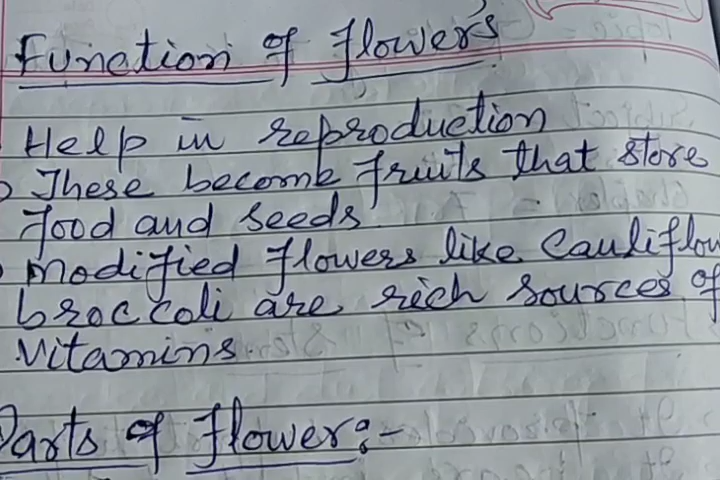 Function of flowers
Help in reproduction
These become fruits that store
food and seeds.
Modified flowers like Cauliflow
broccoli are rich sources of
Vitamins.
Parts of flower:-